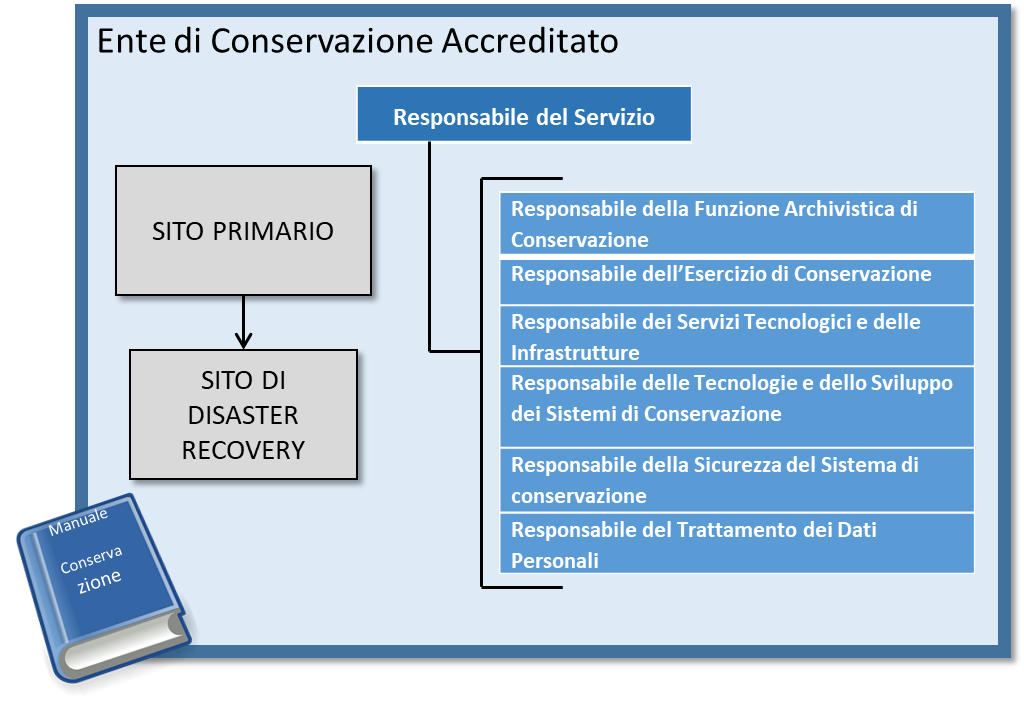 Ente di Conservazione Accreditato
Responsabile del Servizio
SITO PRIMARIO
SITO DI
DISASTER
RECOVERY
Responsabile della Funzione Archivistica di
Conservazione
Responsabile dell’Esercizio di Conservazione
Responsabile dei Servizi Tecnologici e delle
Infrastrutture
Responsabile delle Tecnologie e dello Sviluppo
dei Sistemi di Conservazione
Responsabile della Sicurezza del Sistema di
conservazione
Responsabile del Trattamento dei Dati
Personali
Manuale
Conserva
zione